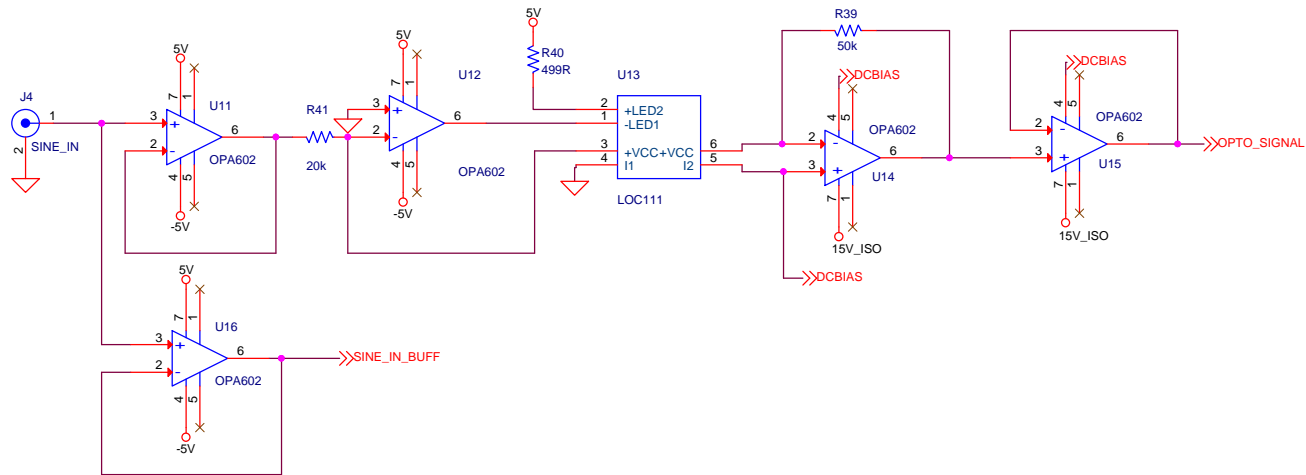 J4
1
2
SINE_IN
5V
7
1
3
2
+
-
6
U11
OPA602
4
5
-5V
R41
20k
5V
7
1
3
2
+
-
6
U12
OPA602
4
5
-5V
5V
R40
499R
U13
2
1
3
4
+LED2
-LED1
+VCC+VCC
I1
I2
6
5
LOC111
R39
50k
DCBIAS
4
5
2
3
-
+
6
OPA602
U14
7
1
15V_ISO
DCBIAS
DCBIAS
4
5
2
3
-
+
6
OPA602
U15
7
1
15V_ISO
OPTO_SIGNAL
5V
7
1
3
2
+
-
6
U16
OPA602
4
5
-5V
SINE_IN_BUFF